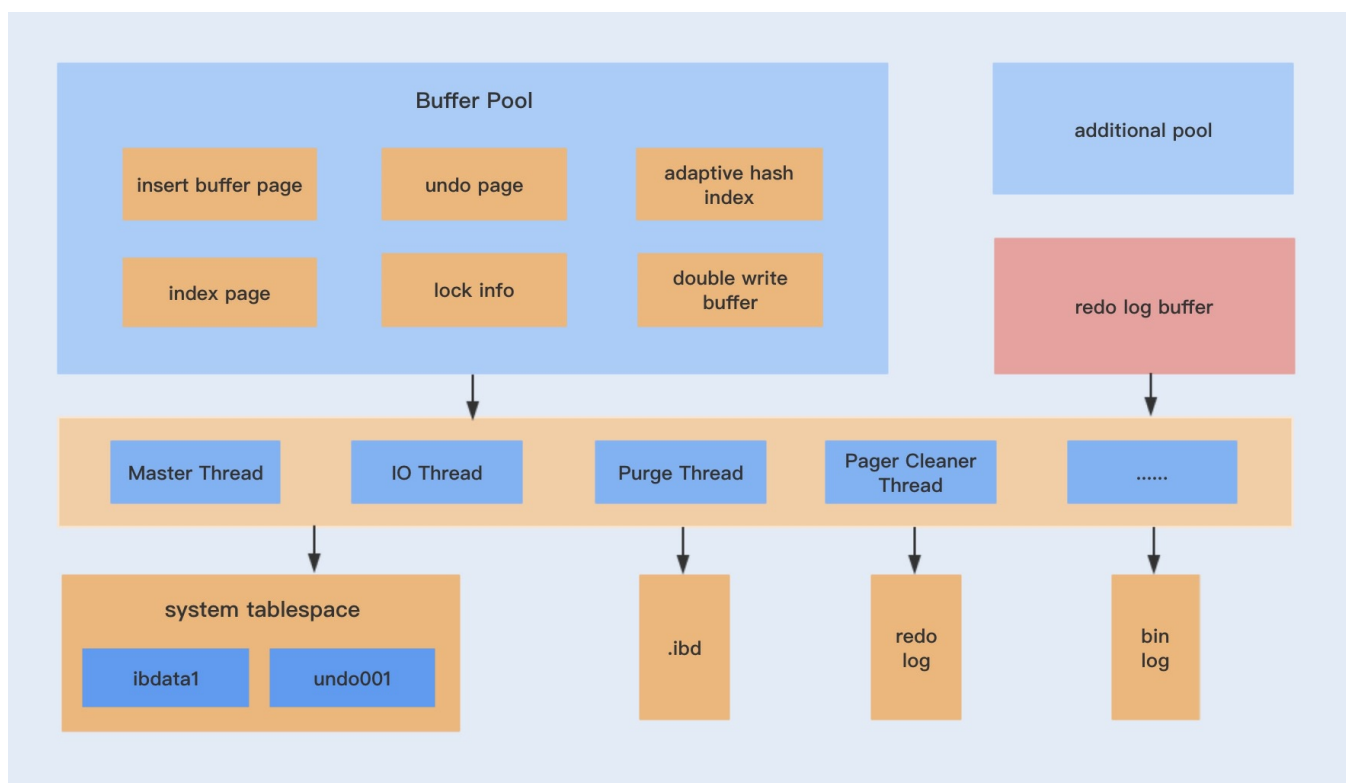 Buffer Pool
additional pool
insert buffer page
undo page
adaptive hash
index
index page
lock info
double write
buffer
redo log buffer
Master Thread
IO Thread
Purge Thread
Pager Cleaner
Thread
......
system tablespace
ibdata1
undo001
.ibd
redo
log
bin
log